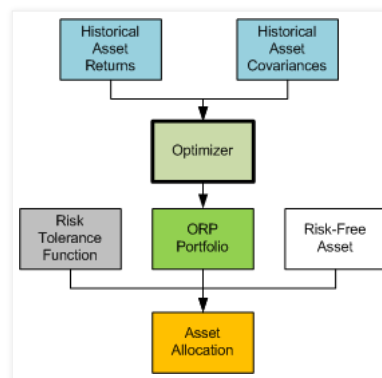 Historical
Asset
Returns
Historical
Asset
Covariances
Optimizer
Risk
Tolerance
Function
ORP
Portfolio
Risk-Free
Asset
Asset
Allocation